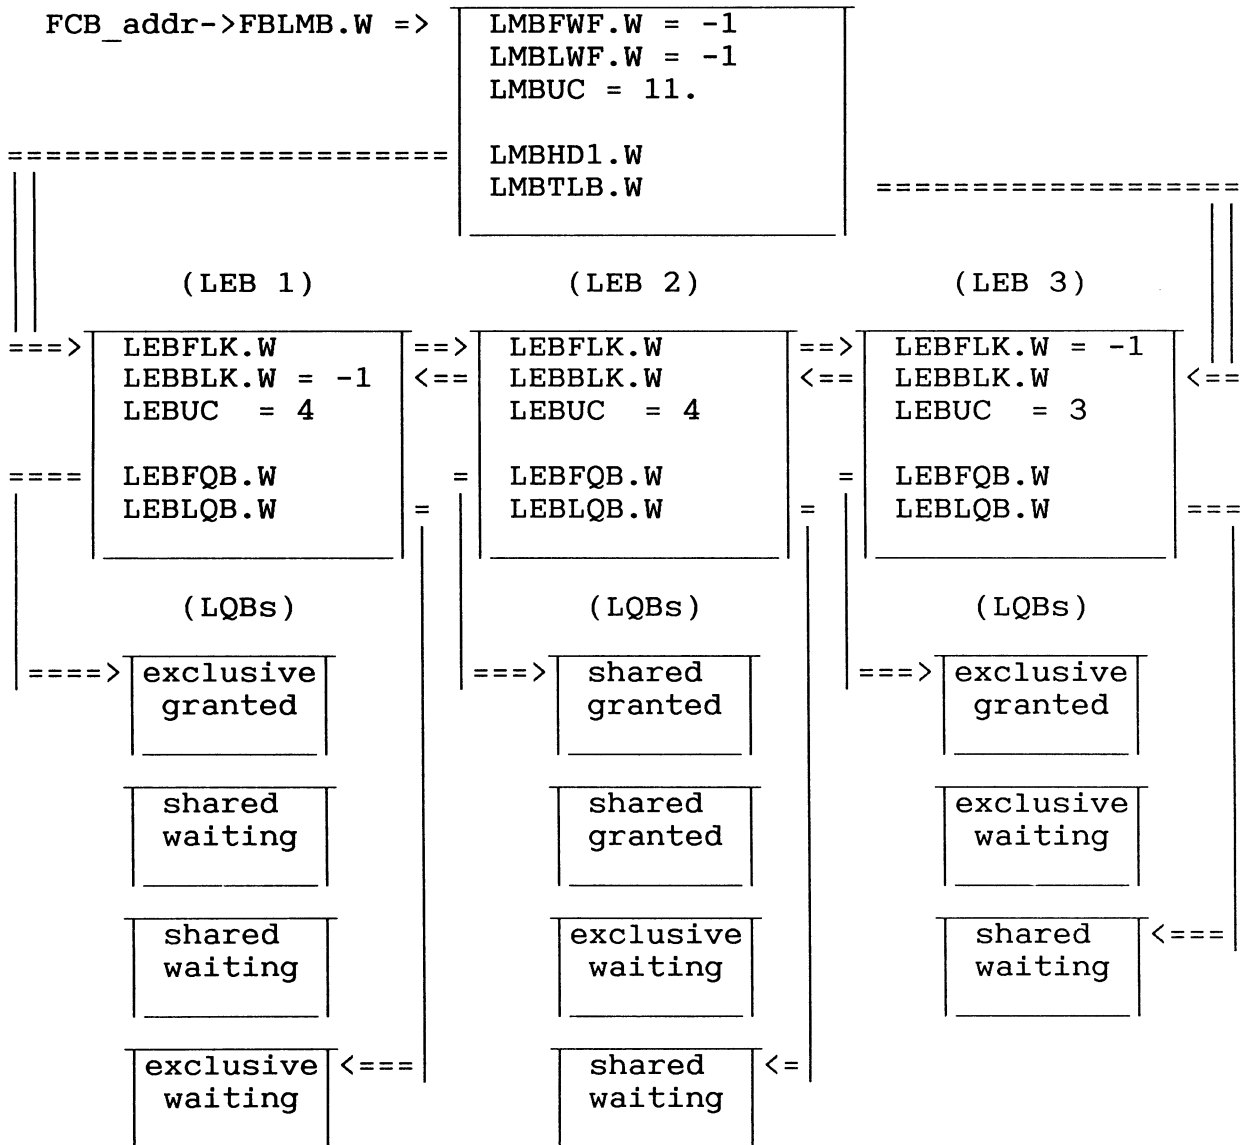 FCB_addr->FBLMB.W => LMBFWF.W = -1
LMBLWF.W = -1
LMBUC = 11.
LMBHD1.W
LMBTLB.W
(LEB 1) (LEB 2) (LEB 3)
===> LEBFLK.W ==> LEBFLK.W ==> LEBFLK.W = -1
LEBBLK.W = -1 <== LEBBLK.W <== LEBBLK.W <==
LEBUC = 4 LEBUC = 4 LEBUC = 3
==== LEBFQB.W = LEBFQB.W = LEBFQB.W
LEBLQB.W = LEBLQB.W = LEBLQB.W ===
(LQBs) (LQBs) (LQBs)
====> exclusive ===> shared ===> exclusive
granted granted granted
shared shared exclusive
waiting granted waiting
shared exclusive shared <===
waiting waiting waiting
exclusive <=== shared <=
waiting waiting